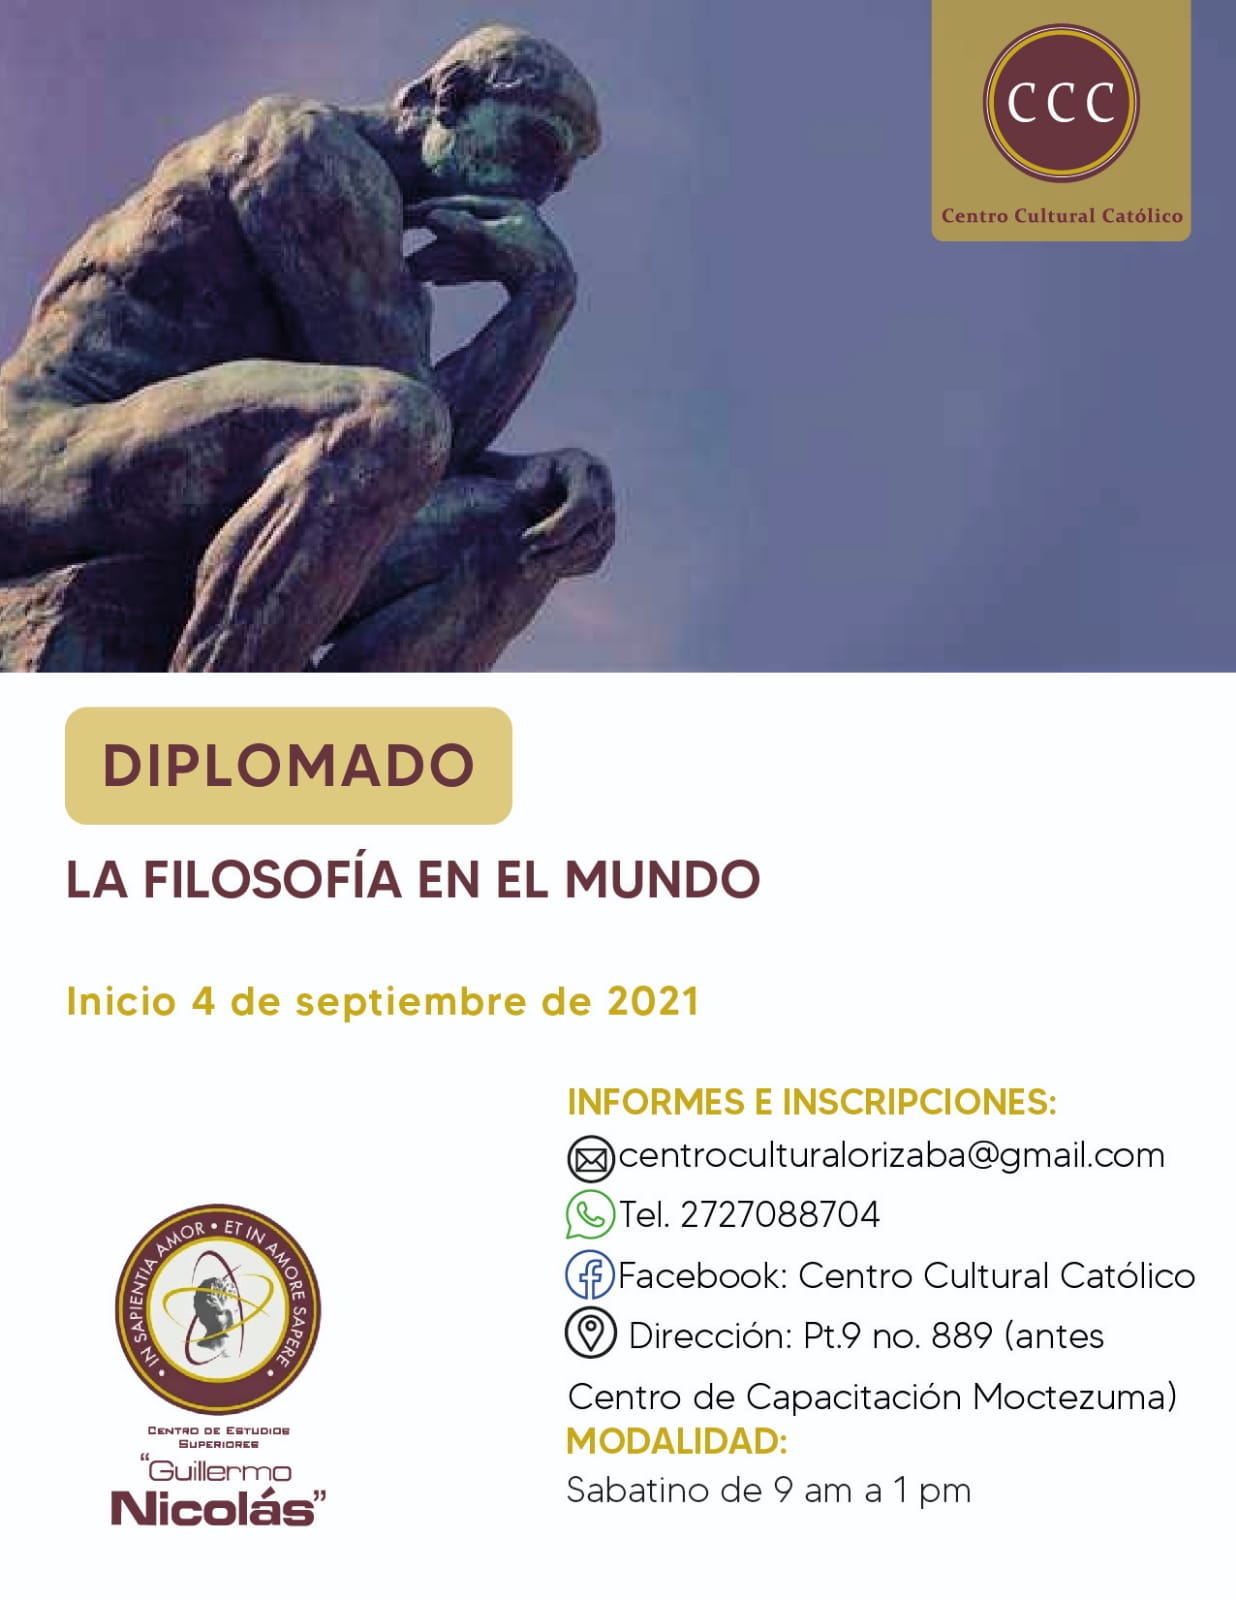 CCC
Centro Cultural Católico
DIPLOMADO
LA FILOSOFÍA EN EL MUNDO
Inicio 4 de septiembre de 2021
INFORMES E INSCRIPCIONES:
centroculturalorizaba@gmail.com
Tel. 2727088704
Facebook: Centro Cultural Católico
Dirección: Pt.9 no. 889 (antes
Centro de Capacitación Moctezuma)
MODALIDAD:
Sabatino de 9 am a 1 pm
• IN SAPIENTIA AMOR • ET IN AMORE SAPERE •
CENTRO DE ESTUDIOS
SUPERIORES
“Guillermo
Nicolás”